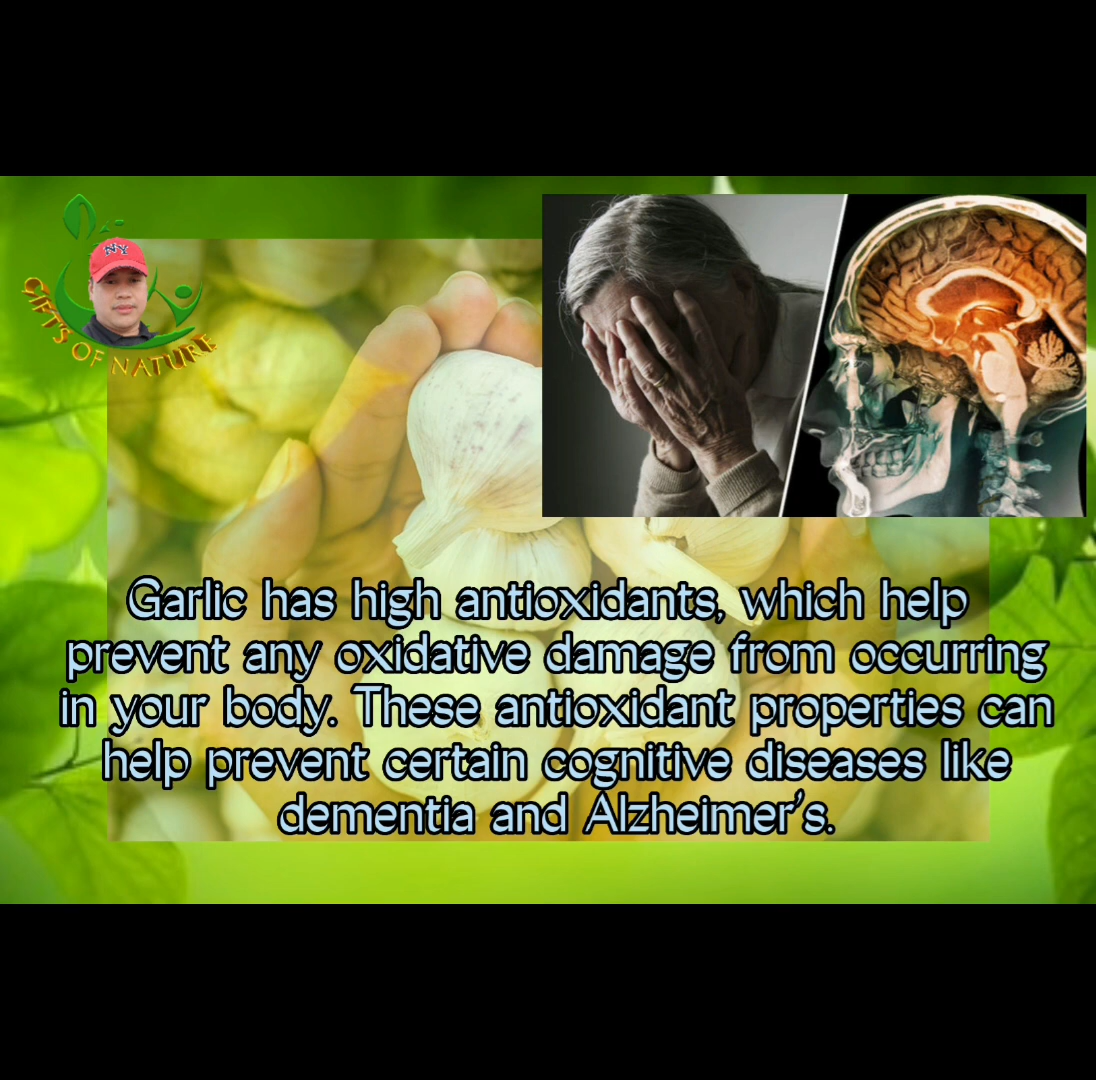 NY
GIFTS OF NATURE
Garlic has high antioxidants, which help
prevent any oxidative damage from occurring
in your body. These antioxidant properties can
help prevent certain cognitive diseases like
dementia and Alzheimer's.